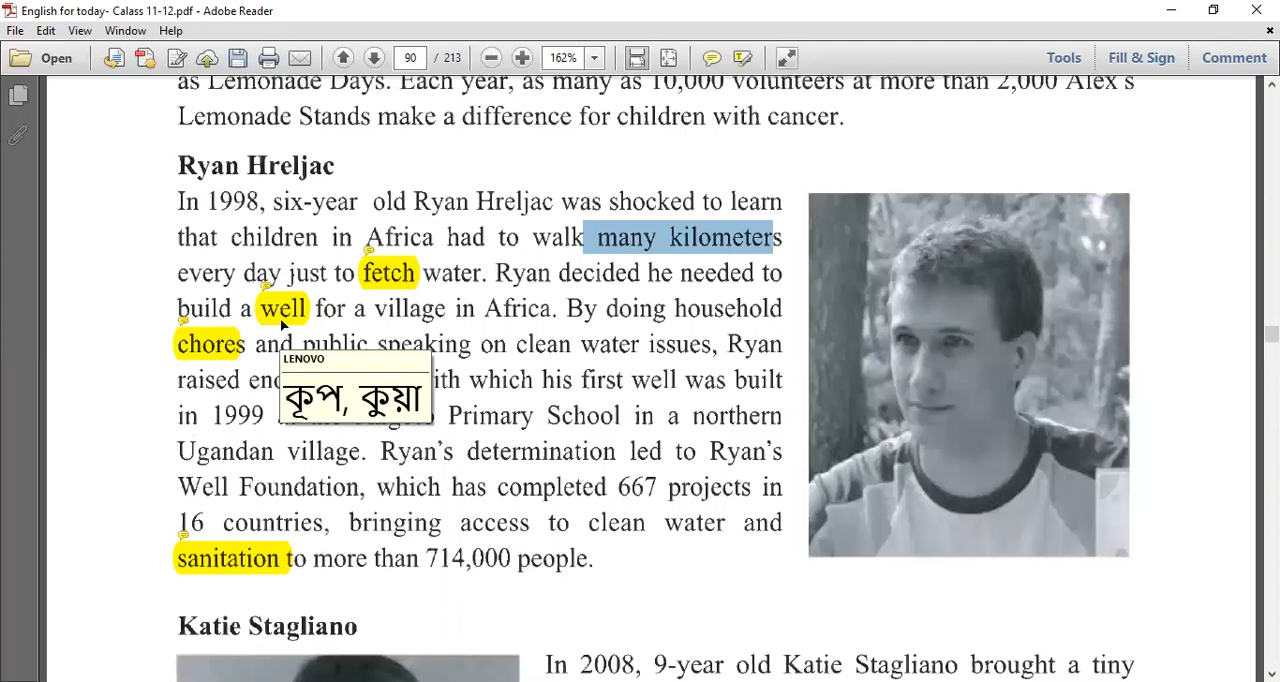 English for today- Calass 11-12.pdf - Adobe Reader
File Edit View Window Help
Open 90 / 213 162% Tools Fill & Sign Comment
as Lemonade Days. Each year, as many as 10,000 volunteers at more than 2,000 Alex's
Lemonade Stands make a difference for children with cancer.
Ryan Hreljac
In 1998, six-year old Ryan Hreljac was shocked to learn
that children in Africa had to walk many kilometers
every day just to fetch water. Ryan decided he needed to
build a well for a village in Africa. By doing household
chores and public speaking on clean water issues, Ryan
LENOVO
কূপ, কুয়া
raised ith which his first well was built
in 1999 Primary School in a northern
Ugandan village. Ryan's determination led to Ryan's
Well Foundation, which has completed 667 projects in
16 countries, bringing access to clean water and
sanitation to more than 714,000 people.
Katie Stagliano
In 2008, 9-year old Katie Stagliano brought a tiny